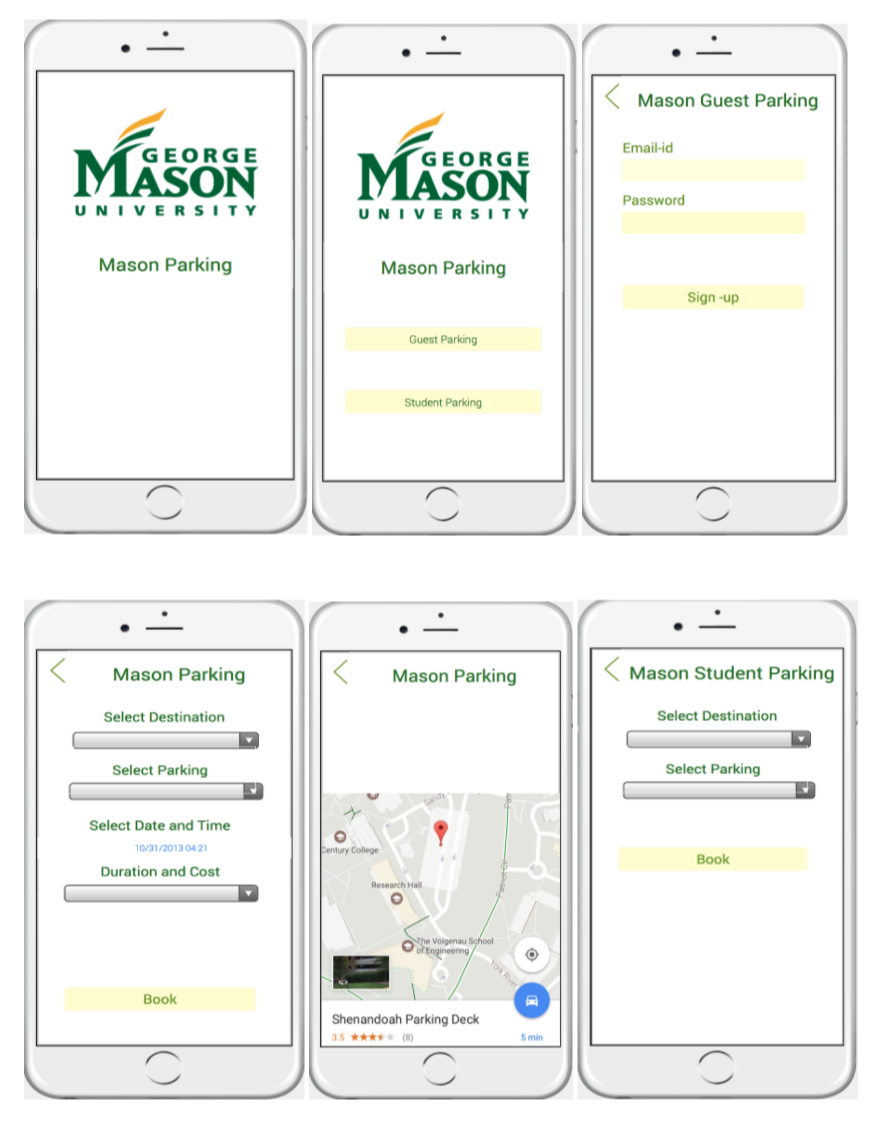 GEORGE
MASON
UNIVERSITY
Mason Parking
GEORGE
MASON
UNIVERSITY
Mason Parking
Guest Parking
Student Parking
Mason Guest Parking
Email-id
Password
Sign -up
Mason Parking
Select Destination
Select Parking
Select Date and Time
10/31/2013 04:21
Duration and Cost
Book
Mason Parking
Sandy
Century College
Research Hall
Patriot Cir
The Volgenau School
of Engineering
York River
Shenandoah Parking Deck
3.5 ★★★★★ (8)
5 min
Mason Student Parking
Select Destination
Select Parking
Book